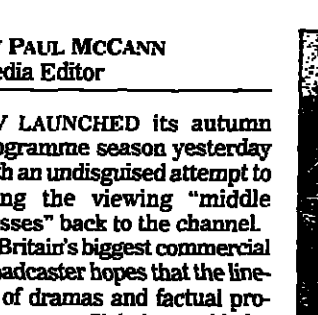 PAUL MCCANN
edia Editor
V LAUNCHED its autumn
ogramme season yesterday
h an undisguised attempt to
ng the viewing "middle
sses" back to the channel.
Britain's biggest commercial
oadcaster hopes that the line-
of dramas and factual pro-